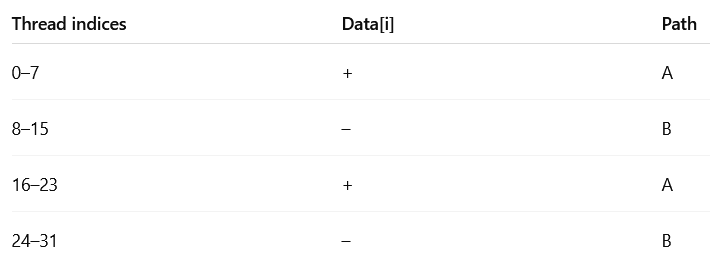 Thread indices Data[i] Path
0–7 + A
8–15 – B
16–23 + A
24–31 – B